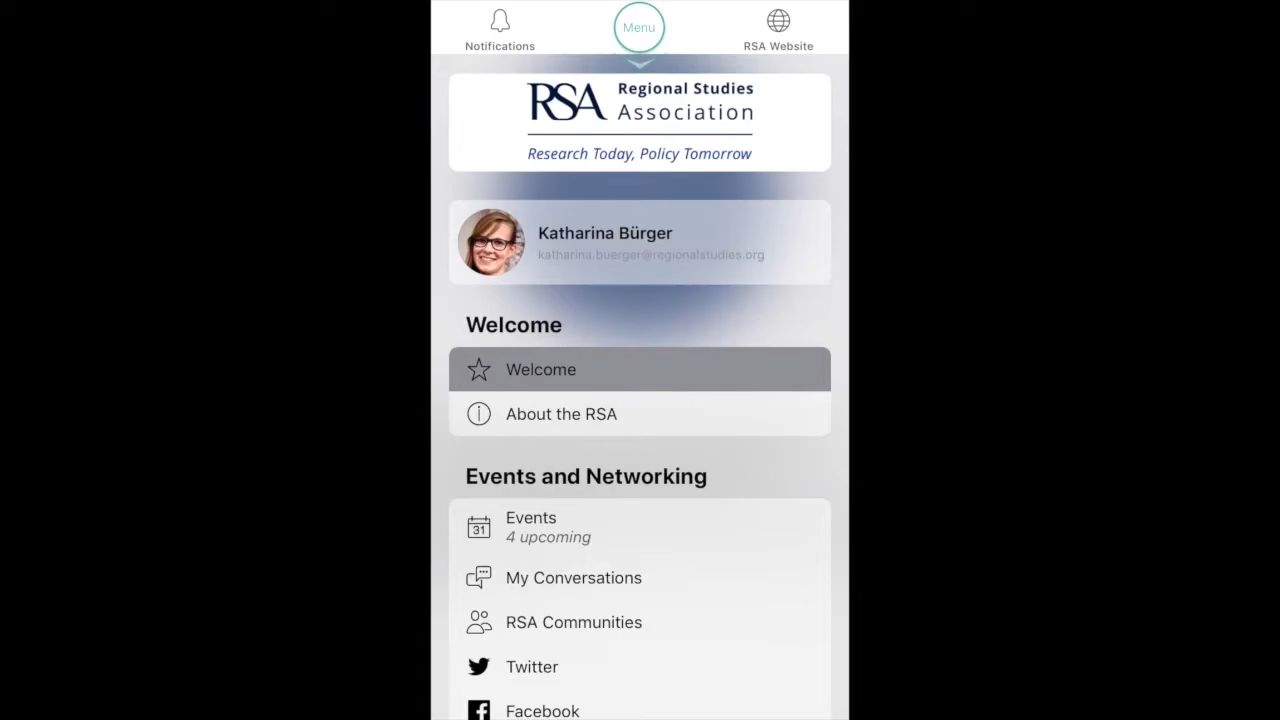 Notifications
Menu
RSA Website
RSA Regional Studies
Association
Research Today, Policy Tomorrow
Katharina Bürger
katharina.buerger@regionalstudies.org
Welcome
Welcome
About the RSA
Events and Networking
31
Events
4 upcoming
My Conversations
RSA Communities
Twitter
Facebook